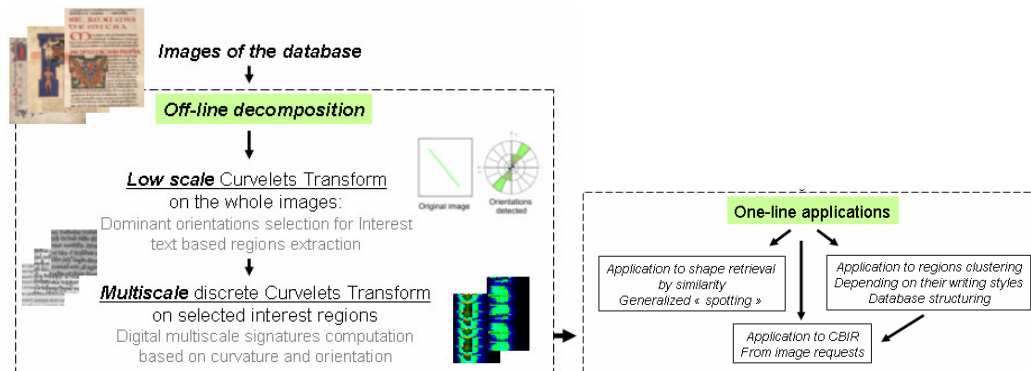 Images of the database
Off-line decomposition
Low scale Curvelets Transform
on the whole images:
Dominant orientations selection for Interest
text based regions extraction
Original image
Orientations
detected
Multiscale discrete Curvelets Transform
on selected interest regions
Digital multiscale signatures computation
based on curvature and orientation
One-line applications
Application to shape retrieval
by similarity
Generalized « spotting »
Application to regions clustering
Depending on their writing styles
Database structuring
Application to CBIR
From image requests